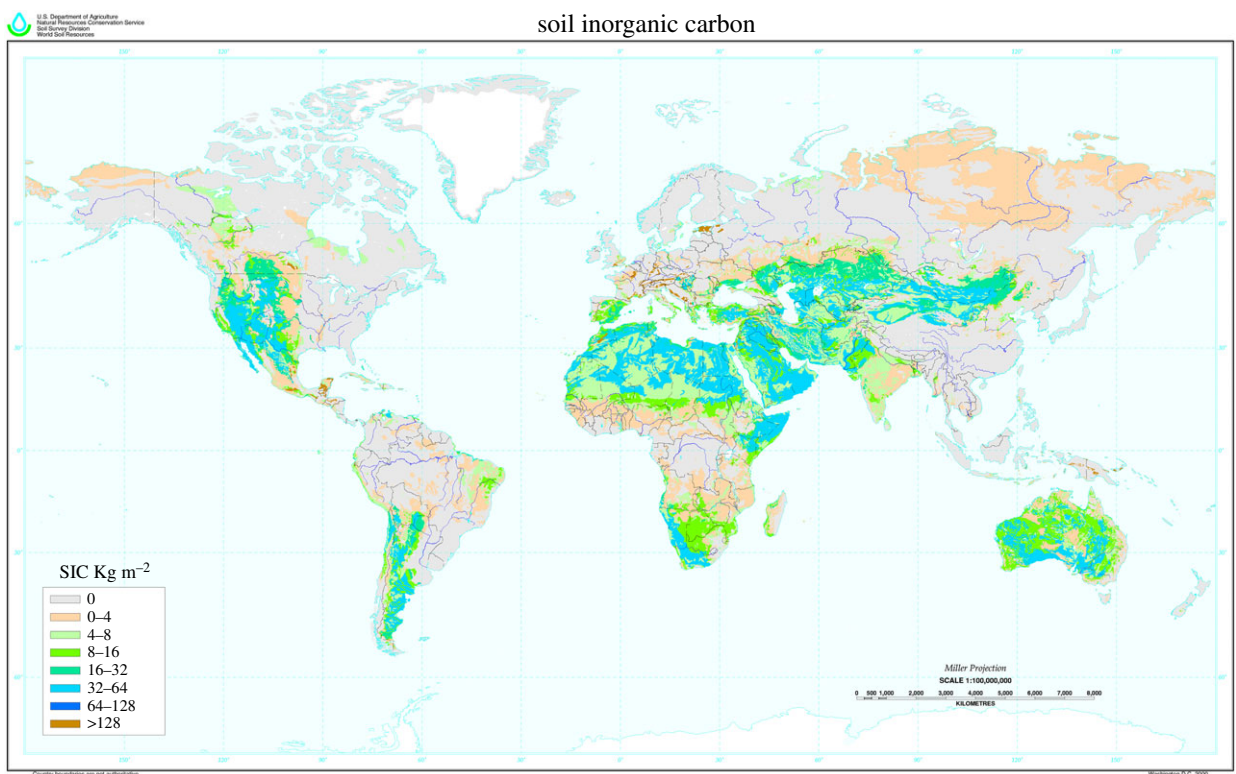 U.S. Department of Agriculture
Natural Resources Conservation Service
Soil Survey Division
World Soil Resources
soil inorganic carbon
SIC Kg m⁻²
0
0–4
4–8
8–16
16–32
32–64
64–128
>128
Miller Projection
SCALE 1:100,000,000
0 500 1,000 2,000 3,000 4,000 5,000 6,000 7,000 8,000
KILOMETRES